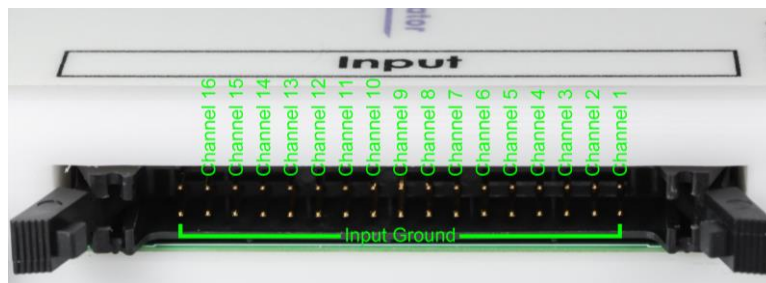 Input
Channel 16
Channel 15
Channel 14
Channel 13
Channel 12
Channel 11
Channel 10
Channel 9
Channel 8
Channel 7
Channel 6
Channel 5
Channel 4
Channel 3
Channel 2
Channel 1
Input Ground